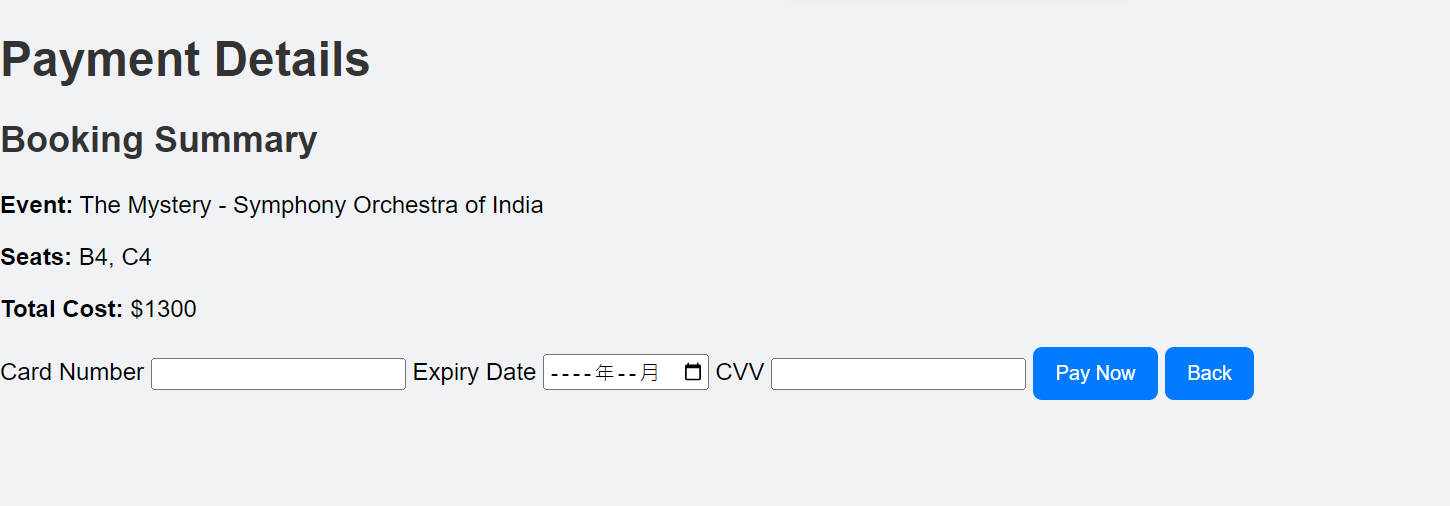 Payment Details
Booking Summary
Event: The Mystery - Symphony Orchestra of India
Seats: B4, C4
Total Cost: $1300
Card Number Expiry Date ----年--月 CVV Pay Now Back